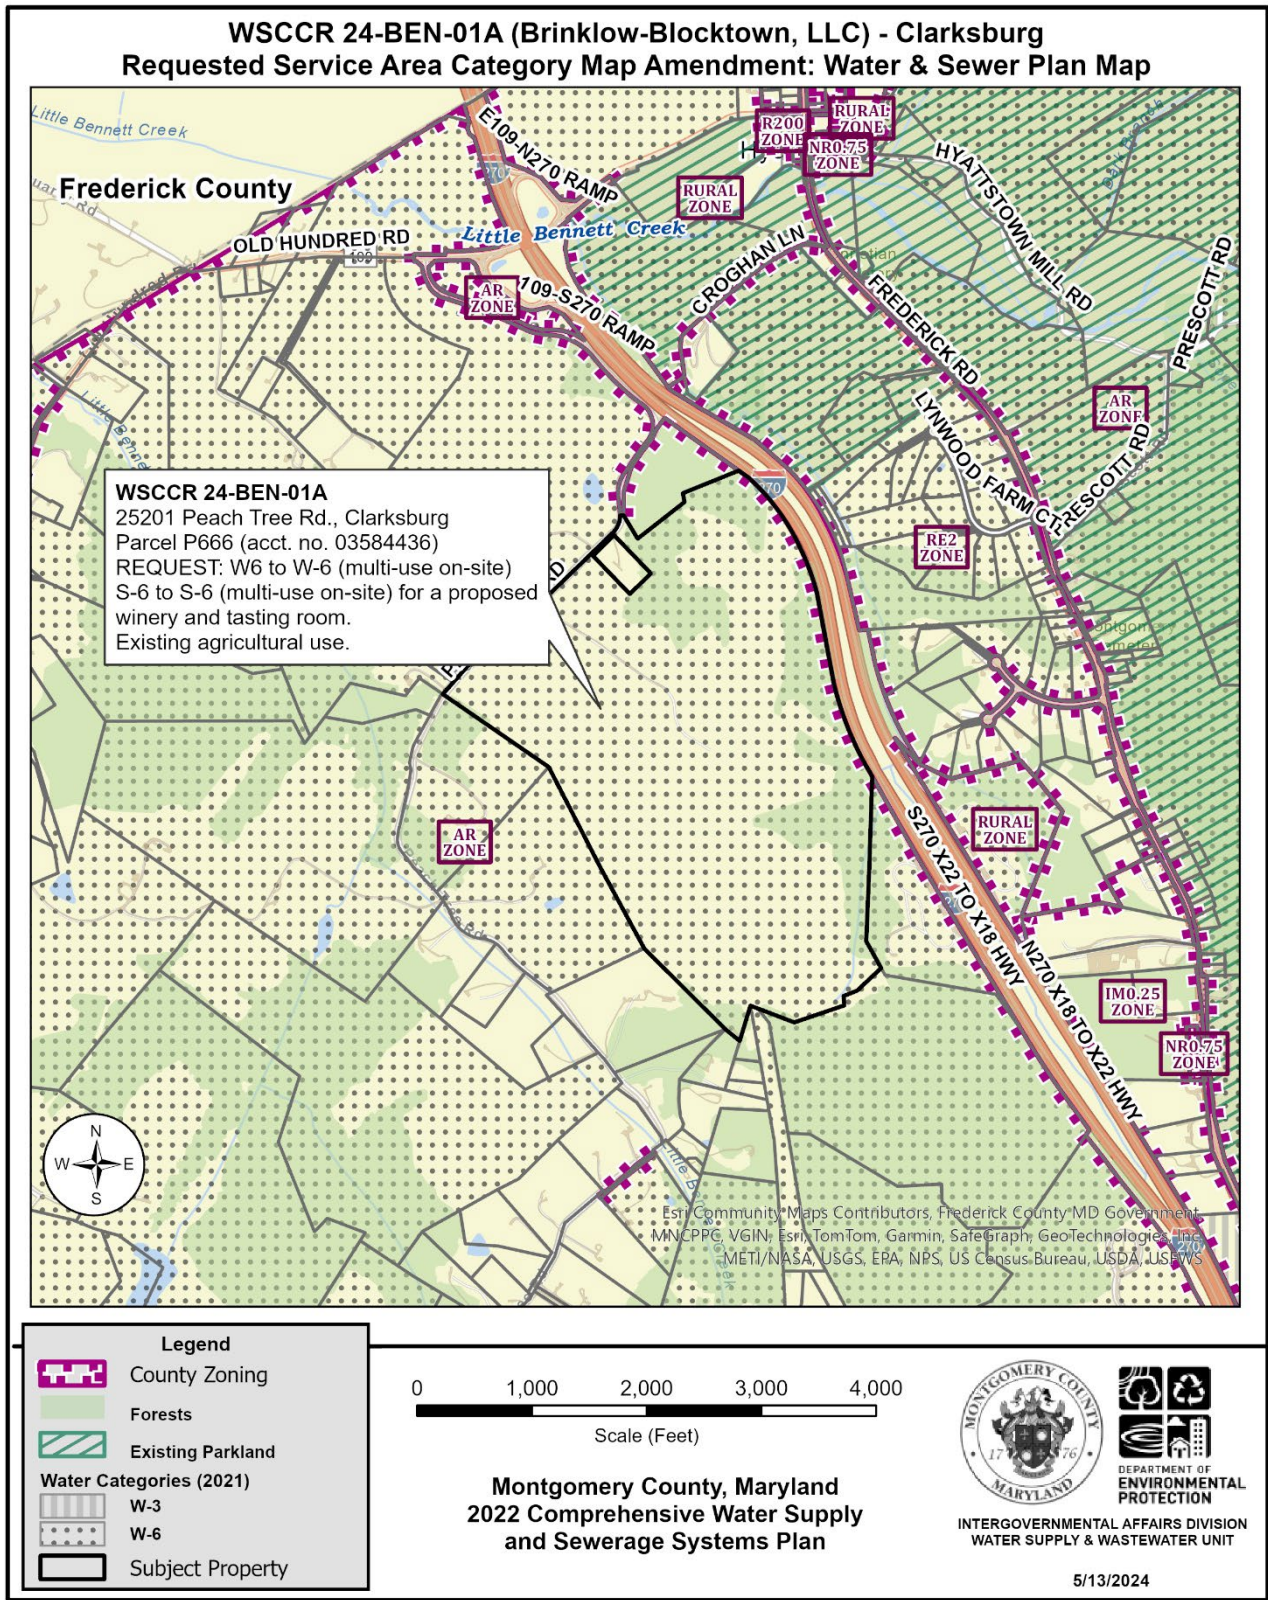 WSCCR 24-BEN-01A (Brinklow-Blocktown, LLC) - Clarksburg
Requested Service Area Category Map Amendment: Water & Sewer Plan Map
Little Bennett Creek
Frederick County
OLD HUNDRED RD
E109-N270 RAMP
Little Bennett Creek
109-S270 RAMP
AR
ZONE
R200
ZONE
RURAL
ZONE
NR0.75
ZONE
RURAL
ZONE
HYATTSTOWN MILL RD
CROGHAN LN
FREDERICK RD
PRESCOTT RD
AR
ZONE
LYNWOOD FARM CT
PRESCOTT RD
RE2
ZONE
270
WSCCR 24-BEN-01A
25201 Peach Tree Rd., Clarksburg
Parcel P666 (acct. no. 03584436)
REQUEST: W6 to W-6 (multi-use on-site)
S-6 to S-6 (multi-use on-site) for a proposed
winery and tasting room.
Existing agricultural use.
AR
ZONE
Peach Tree Rd
RURAL
ZONE
S270 X22 TO X18 HWY
N270 X18 TO X22 HWY
IM0.25
ZONE
NR0.75
ZONE
270
N
W E
S
Esri Community Maps Contributors, Frederick County MD Government,
MNCPPC, VGIN, Esri, TomTom, Garmin, SafeGraph, GeoTechnologies, Inc,
METI/NASA, USGS, EPA, NPS, US Census Bureau, USDA, USFWS
Legend
County Zoning
Forests
Existing Parkland
Water Categories (2021)
W-3
W-6
Subject Property
0 1,000 2,000 3,000 4,000
Scale (Feet)
Montgomery County, Maryland
2022 Comprehensive Water Supply
and Sewerage Systems Plan
MONTGOMERY COUNTY
17 76
MARYLAND
DEPARTMENT OF
ENVIRONMENTAL
PROTECTION
INTERGOVERNMENTAL AFFAIRS DIVISION
WATER SUPPLY & WASTEWATER UNIT
5/13/2024